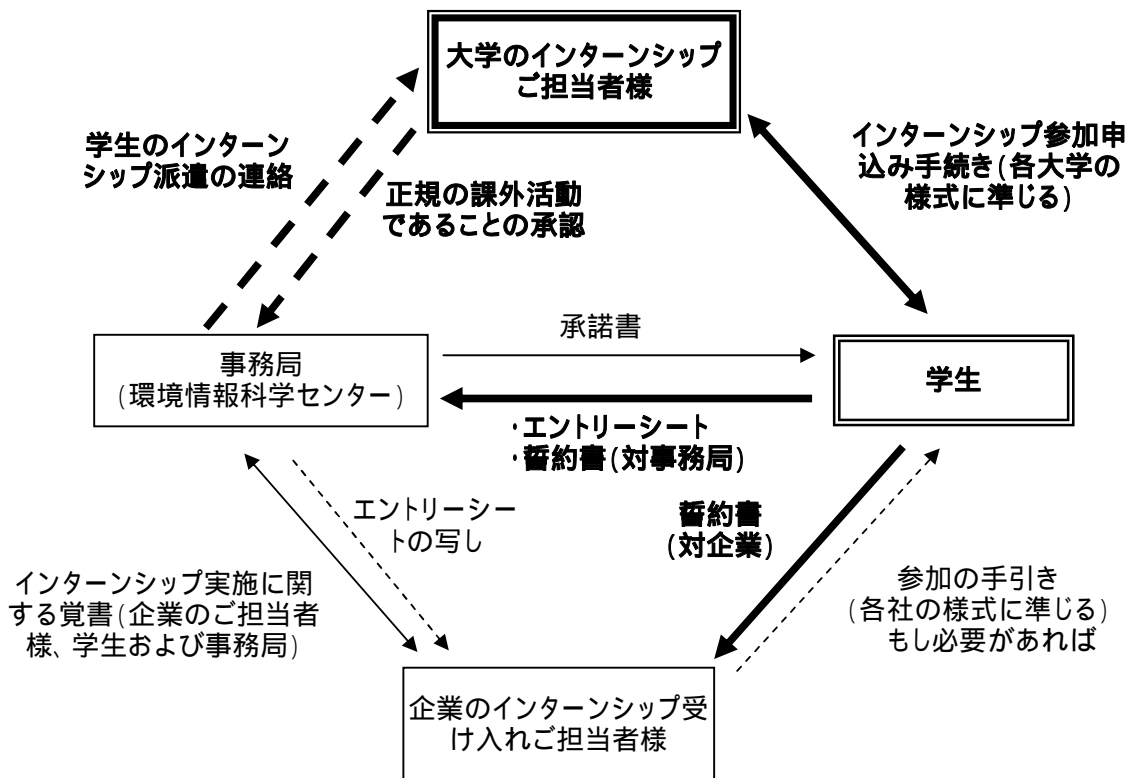 大学のインターンシップ
ご担当者様
学生のインターン
シップ派遣の連絡
正規の課外活動
であることの承認
インターンシップ参加申
込み手続き(各大学の
様式に準じる)
承諾書
事務局
(環境情報科学センター)
学生
・エントリーシート
・誓約書(対事務局)
エントリーシー
トの写し
誓約書
(対企業)
インターンシップ実施に関
する覚書(企業のご担当者
様、学生および事務局)
参加の手引き
(各社の様式に準じる)
もし必要があれば
企業のインターンシップ受
け入れご担当者様